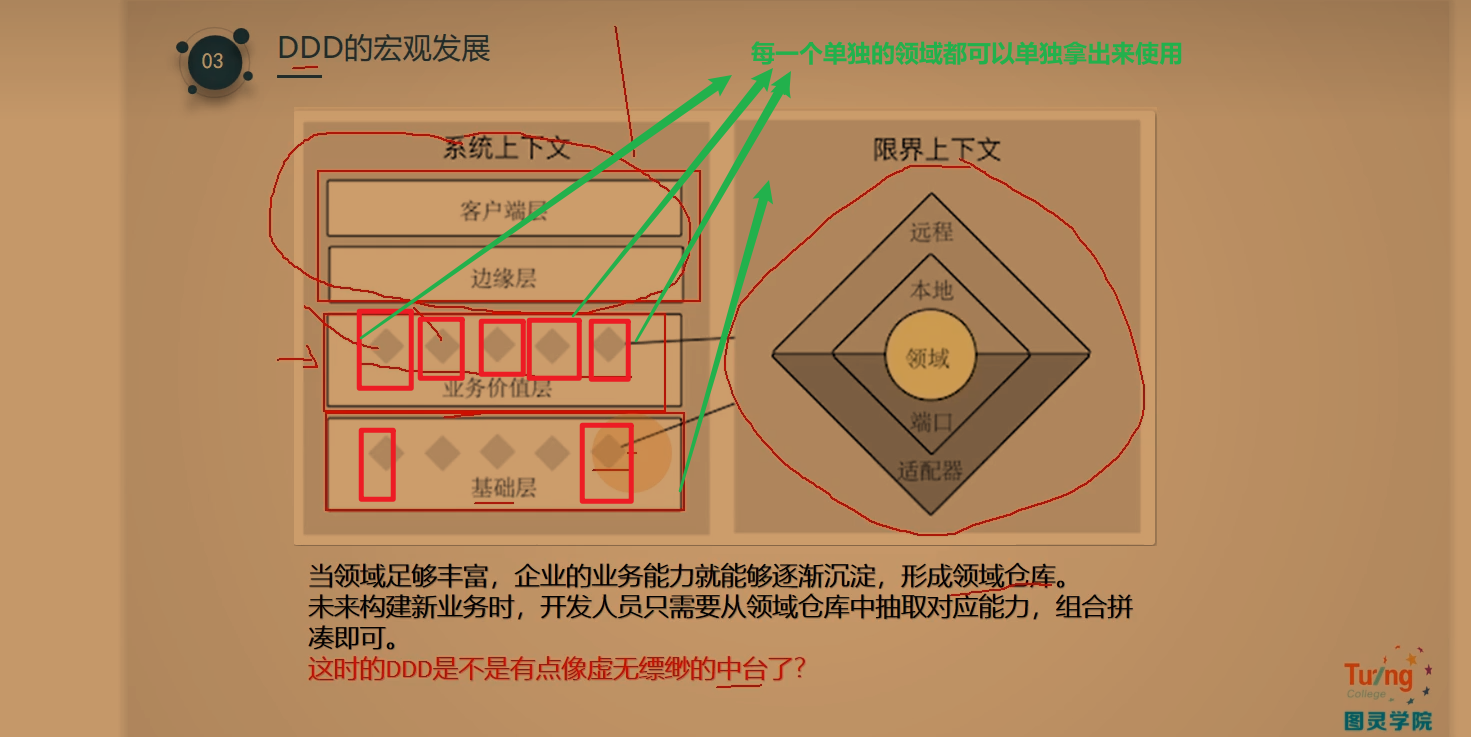 03
DDD的宏观发展
每一个单独的领域都可以单独拿出来使用
系统上下文
客户端层
边缘层
业务价值层
基础层
限界上下文
远程
本地
领域
端口
适配器
当领域足够丰富，企业的业务能力就能够逐渐沉淀，形成领域仓库。
未来构建新业务时，开发人员只需要从领域仓库中抽取对应能力，组合拼
凑即可。
这时的DDD是不是有点像虚无缥缈的中台了？
Tuling
College
图灵学院